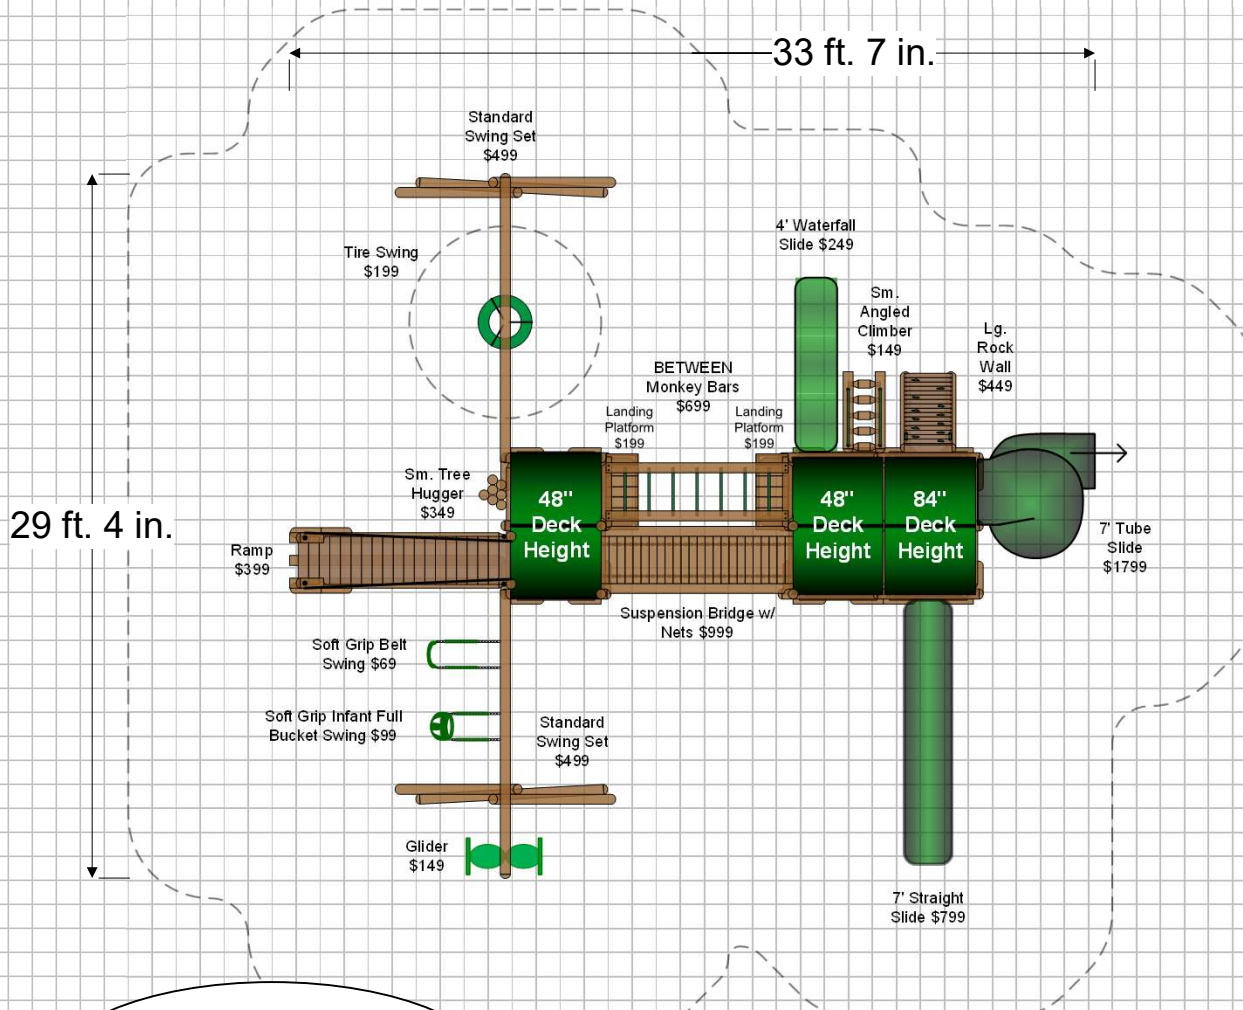 33 ft. 7 in.
Standard
Swing Set
$499
Tire Swing
$199
4' Waterfall
Slide $249
Sm.
Angled
Climber
$149
Lg.
Rock
Wall
$449
BETWEEN
Monkey Bars
$699
Landing
Platform
$199
Landing
Platform
$199
Sm. Tree
Hugger
$349
48"
Deck
Height
48"
Deck
Height
84"
Deck
Height
29 ft. 4 in.
Ramp
$399
7' Tube
Slide
$1799
Suspension Bridge w/
Nets $999
Soft Grip Belt
Swing $69
Soft Grip Infant Full
Bucket Swing $99
Standard
Swing Set
$499
Glider
$149
7' Straight
Slide $799